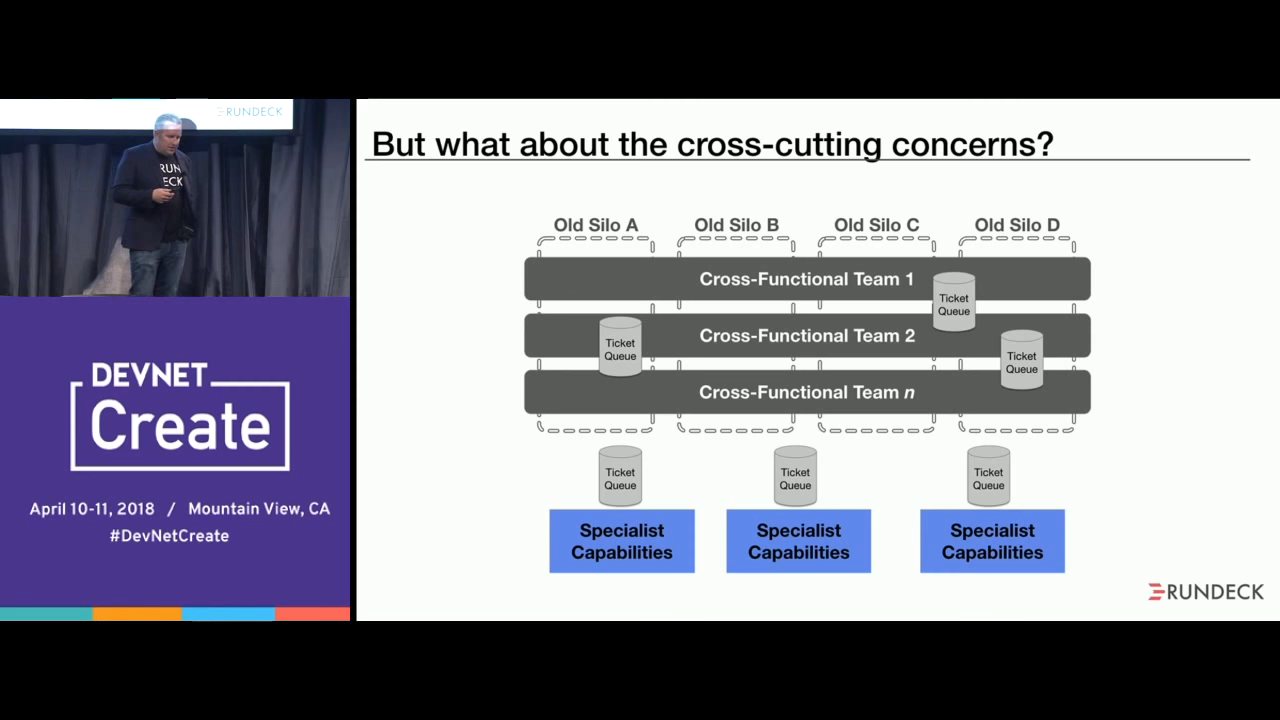 RUNDECK
RUN
DECK
DEVNET
Create
April 10-11, 2018 / Mountain View, CA
#DevNetCreate
But what about the cross-cutting concerns?
Old Silo A Old Silo B Old Silo C Old Silo D
Cross-Functional Team 1
Ticket
Queue
Cross-Functional Team 2
Ticket
Queue
Ticket
Queue
Cross-Functional Team n
Ticket
Queue
Ticket
Queue
Ticket
Queue
Specialist
Capabilities
Specialist
Capabilities
Specialist
Capabilities
RUNDECK